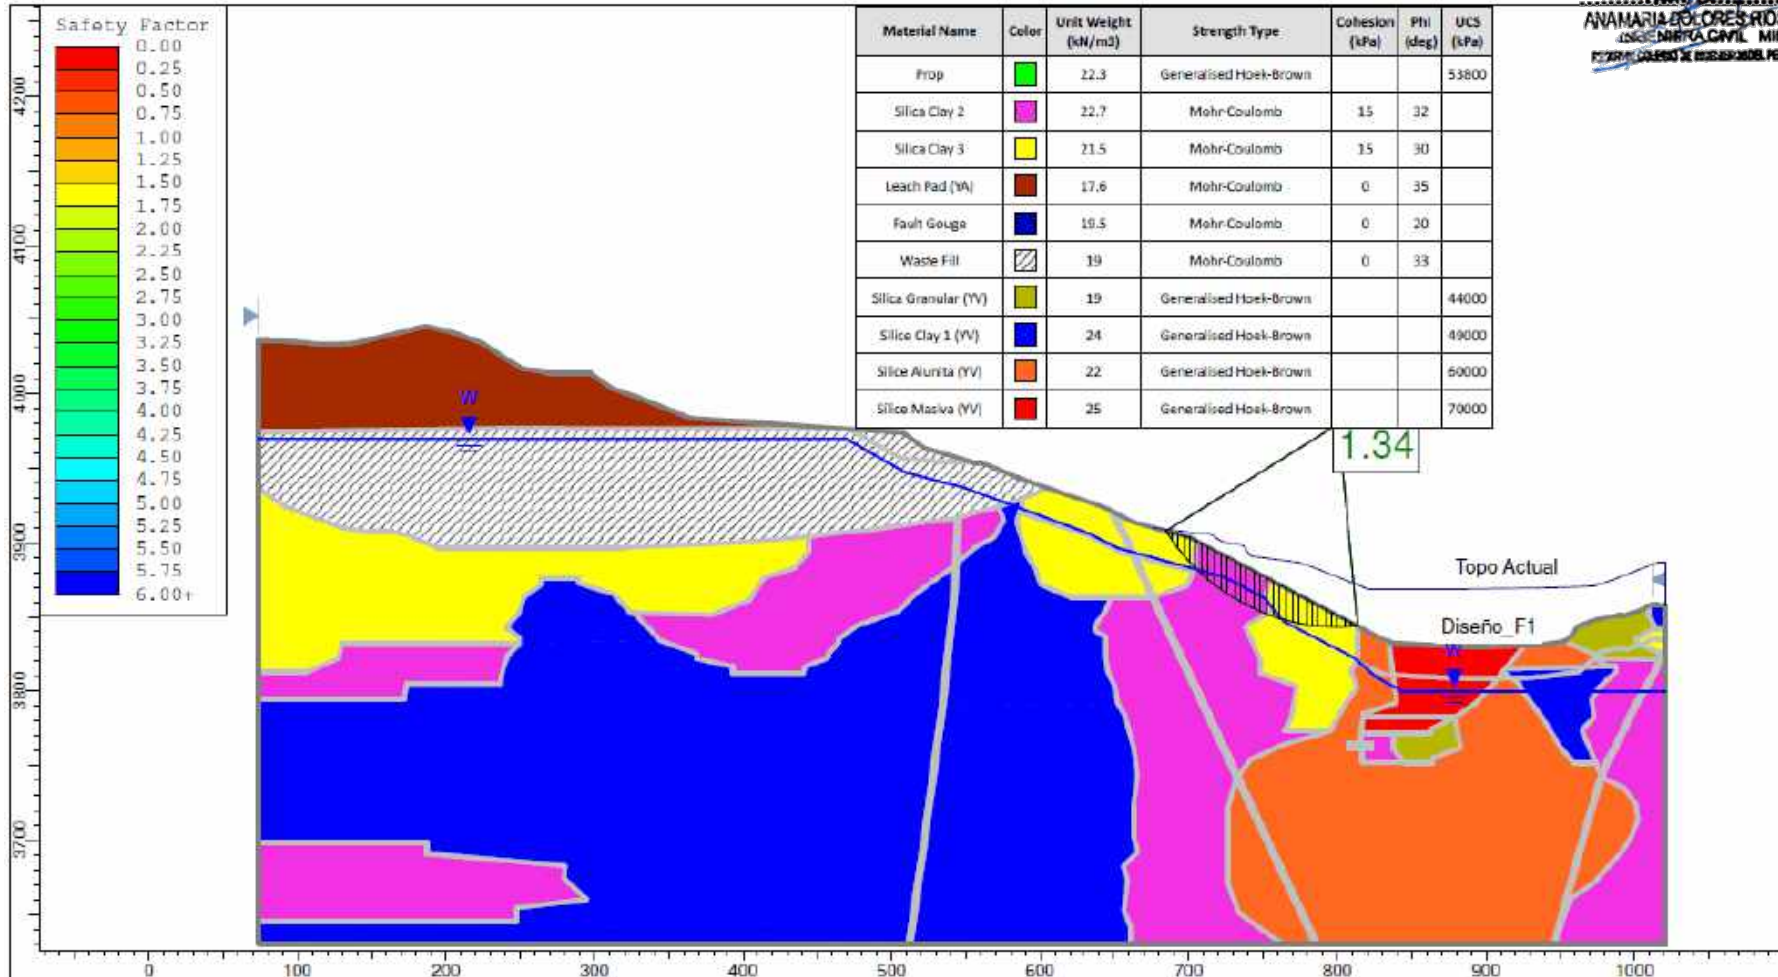 Safety Factor
0.00
0.25
0.50
0.75
1.00
1.25
1.50
1.75
2.00
2.25
2.50
2.75
3.00
3.25
3.50
3.75
4.00
4.25
4.50
4.75
5.00
5.25
5.50
5.75
6.00+
Material Name Color Unit Weight (kN/m3) Strength Type Cohesion (kPa) Phi (deg) UCS (kPa)
Prop 22.3 Generalised Hoek-Brown 53800
Silica Clay 2 22.7 Mohr-Coulomb 15 32
Silica Clay 3 21.5 Mohr-Coulomb 15 30
Leach Pad (YA) 17.6 Mohr-Coulomb 0 35
Fault Gouge 19.5 Mohr-Coulomb 0 20
Waste Fill 19 Mohr-Coulomb 0 33
Silica Granular (YV) 19 Generalised Hoek-Brown 44000
Silice Clay 1 (YV) 24 Generalised Hoek-Brown 49000
Silice Alunita (YV) 22 Generalised Hoek-Brown 60000
Silice Masiva (YV) 25 Generalised Hoek-Brown 70000
ANAMARIA DOLORES RIO
INGENIERA CIVIL
1.34
W
Topo Actual
Diseño_F1
W
4200
4100
4000
3900
3800
3700
0 100 200 300 400 500 600 700 800 900 1000